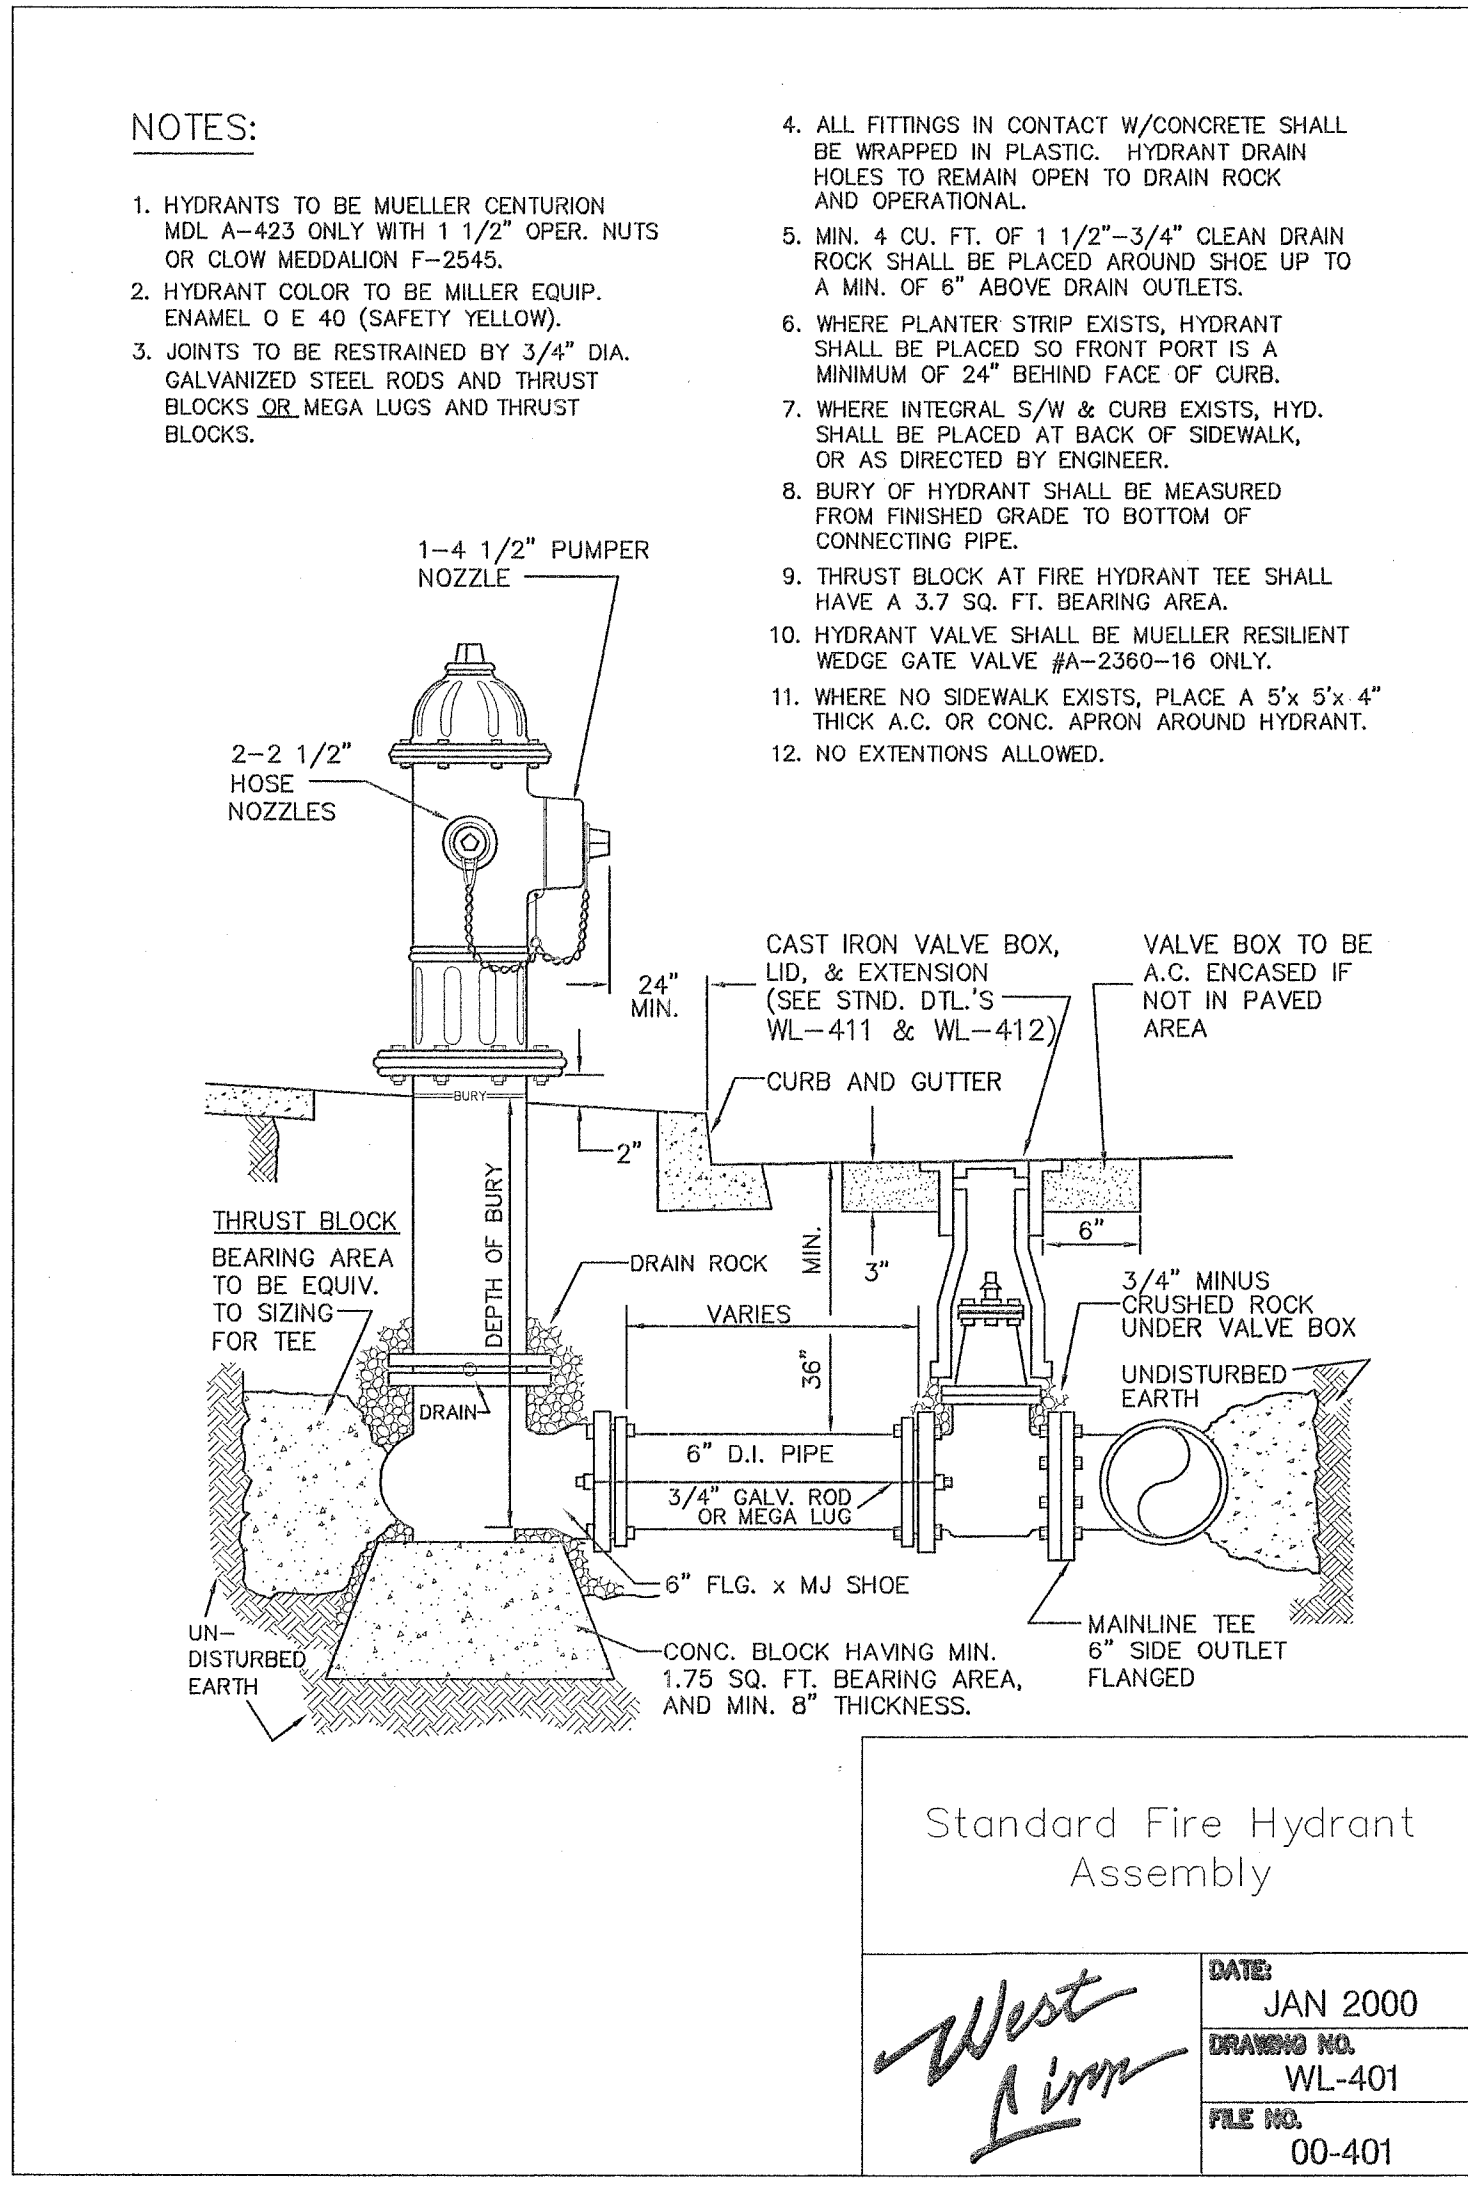 NOTES:
1. HYDRANTS TO BE MUELLER CENTURION
MDL A-423 ONLY WITH 1 1/2" OPER. NUTS
OR CLOW MEDDALION F-2545.
2. HYDRANT COLOR TO BE MILLER EQUIP.
ENAMEL O E 40 (SAFETY YELLOW).
3. JOINTS TO BE RESTRAINED BY 3/4" DIA.
GALVANIZED STEEL RODS AND THRUST
BLOCKS OR MEGA LUGS AND THRUST
BLOCKS.
4. ALL FITTINGS IN CONTACT W/CONCRETE SHALL
BE WRAPPED IN PLASTIC. HYDRANT DRAIN
HOLES TO REMAIN OPEN TO DRAIN ROCK
AND OPERATIONAL.
5. MIN. 4 CU. FT. OF 1 1/2"-3/4" CLEAN DRAIN
ROCK SHALL BE PLACED AROUND SHOE UP TO
A MIN. OF 6" ABOVE DRAIN OUTLETS.
6. WHERE PLANTER STRIP EXISTS, HYDRANT
SHALL BE PLACED SO FRONT PORT IS A
MINIMUM OF 24" BEHIND FACE OF CURB.
7. WHERE INTEGRAL S/W & CURB EXISTS, HYD.
SHALL BE PLACED AT BACK OF SIDEWALK,
OR AS DIRECTED BY ENGINEER.
8. BURY OF HYDRANT SHALL BE MEASURED
FROM FINISHED GRADE TO BOTTOM OF
CONNECTING PIPE.
9. THRUST BLOCK AT FIRE HYDRANT TEE SHALL
HAVE A 3.7 SQ. FT. BEARING AREA.
10. HYDRANT VALVE SHALL BE MUELLER RESILIENT
WEDGE GATE VALVE #A-2360-16 ONLY.
11. WHERE NO SIDEWALK EXISTS, PLACE A 5'x 5'x 4"
THICK A.C. OR CONC. APRON AROUND HYDRANT.
12. NO EXTENTIONS ALLOWED.
1-4 1/2" PUMPER
NOZZLE
2-2 1/2"
HOSE
NOZZLES
24"
MIN.
CAST IRON VALVE BOX,
LID, & EXTENSION
(SEE STND. DTL.'S
WL-411 & WL-412)
VALVE BOX TO BE
A.C. ENCASED IF
NOT IN PAVED
AREA
CURB AND GUTTER
BURY
2"
DEPTH OF BURY
THRUST BLOCK
BEARING AREA
TO BE EQUIV.
TO SIZING
FOR TEE
DRAIN ROCK
MIN.
36"
3"
6"
VARIES
3/4" MINUS
CRUSHED ROCK
UNDER VALVE BOX
UNDISTURBED
EARTH
DRAIN
6" D.I. PIPE
3/4" GALV. ROD
OR MEGA LUG
6" FLG. x MJ SHOE
UN-
DISTURBED
EARTH
CONC. BLOCK HAVING MIN.
1.75 SQ. FT. BEARING AREA,
AND MIN. 8" THICKNESS.
MAINLINE TEE
6" SIDE OUTLET
FLANGED
Standard Fire Hydrant
Assembly
West
Linn
DATE:
JAN 2000
DRAWING NO.
WL-401
FILE NO.
00-401